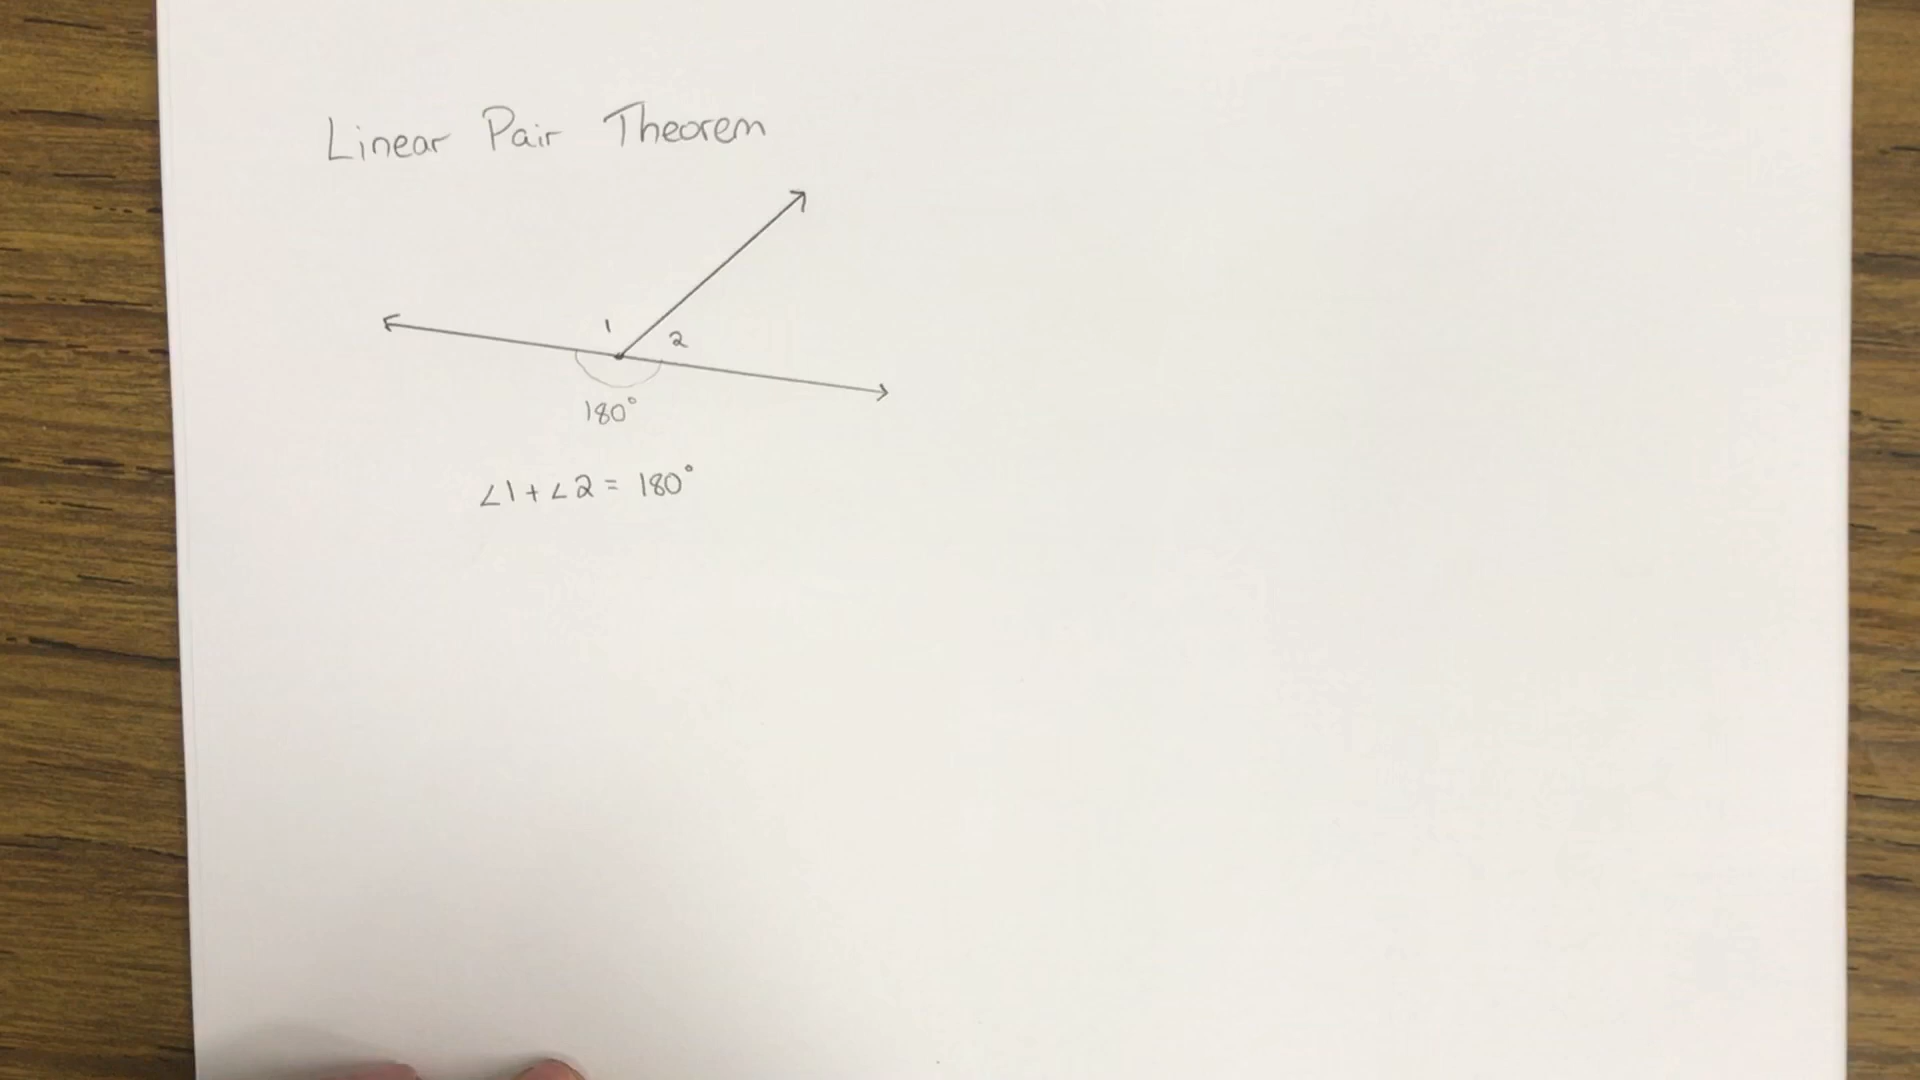 Linear Pair Theorem
1 2
180°
∠1+∠2 = 180°